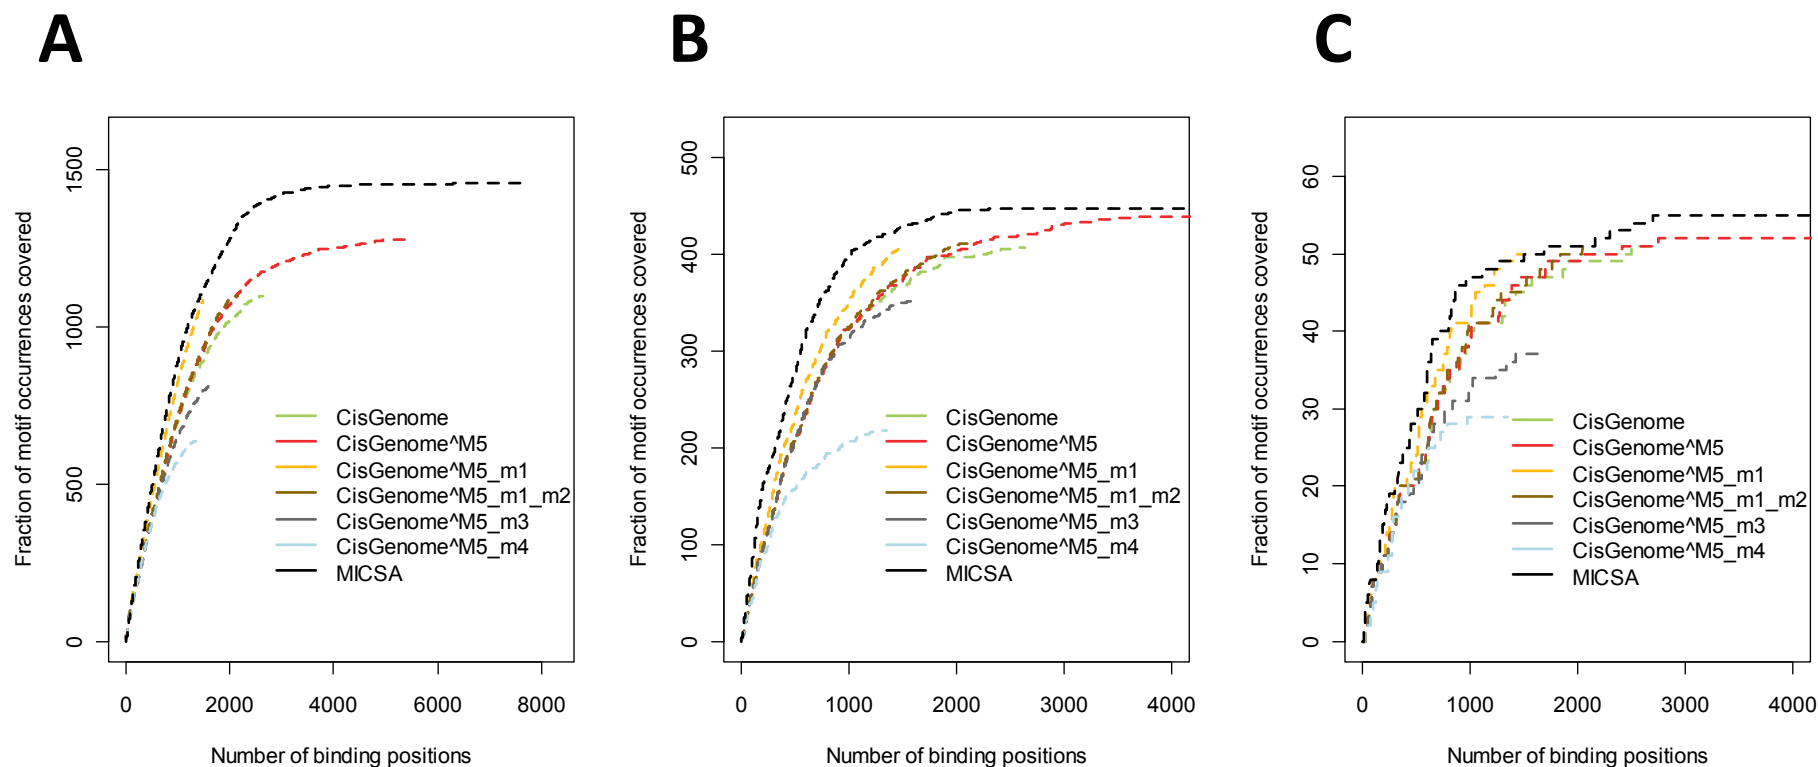 A
B
C
Fraction of motif occurrences covered
0
500
1000
1500
CisGenome
CisGenome^M5
CisGenome^M5_m1
CisGenome^M5_m1_m2
CisGenome^M5_m3
CisGenome^M5_m4
MICSA
0
2000
4000
6000
8000
Number of binding positions
Fraction of motif occurrences covered
0
100
200
300
400
500
CisGenome
CisGenome^M5
CisGenome^M5_m1
CisGenome^M5_m1_m2
CisGenome^M5_m3
CisGenome^M5_m4
MICSA
0
1000
2000
3000
4000
Number of binding positions
Fraction of motif occurrences covered
0
10
20
30
40
50
60
CisGenome
CisGenome^M5
CisGenome^M5_m1
CisGenome^M5_m1_m2
CisGenome^M5_m3
CisGenome^M5_m4
MICSA
0
1000
2000
3000
4000
Number of binding positions